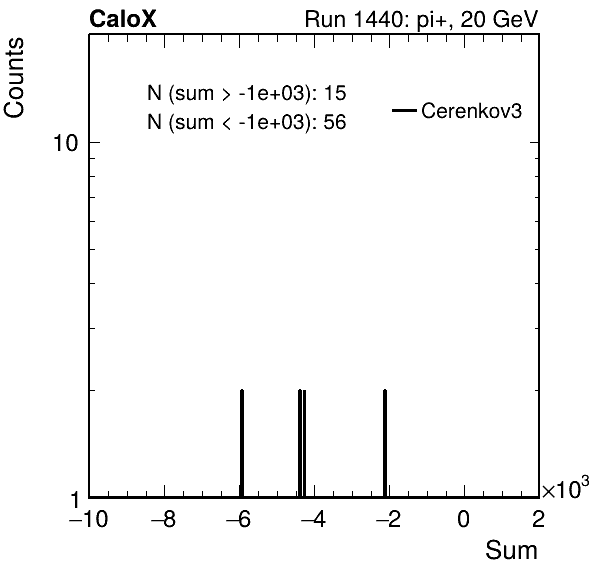 CaloX Run 1440: pi+, 20 GeV
Counts
N (sum > -1e+03): 15
N (sum < -1e+03): 56
Cerenkov3
10
1
−10 −8 −6 −4 −2 0 2
×10³
Sum